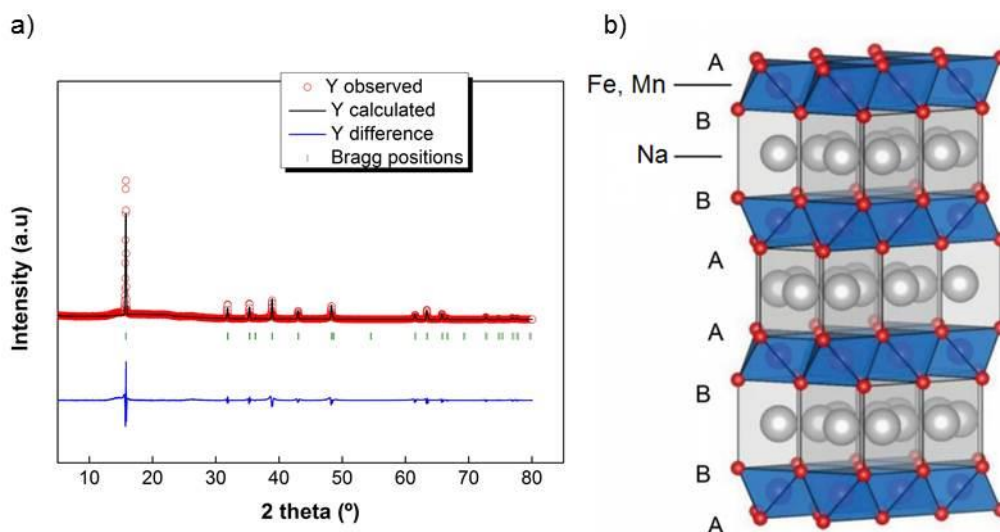 a)
Y observed
Y calculated
Y difference
Bragg positions
Intensity (a.u)
10 20 30 40 50 60 70 80
2 theta (º)
b)
A
Fe, Mn
B
Na
B
A
A
B
B
A